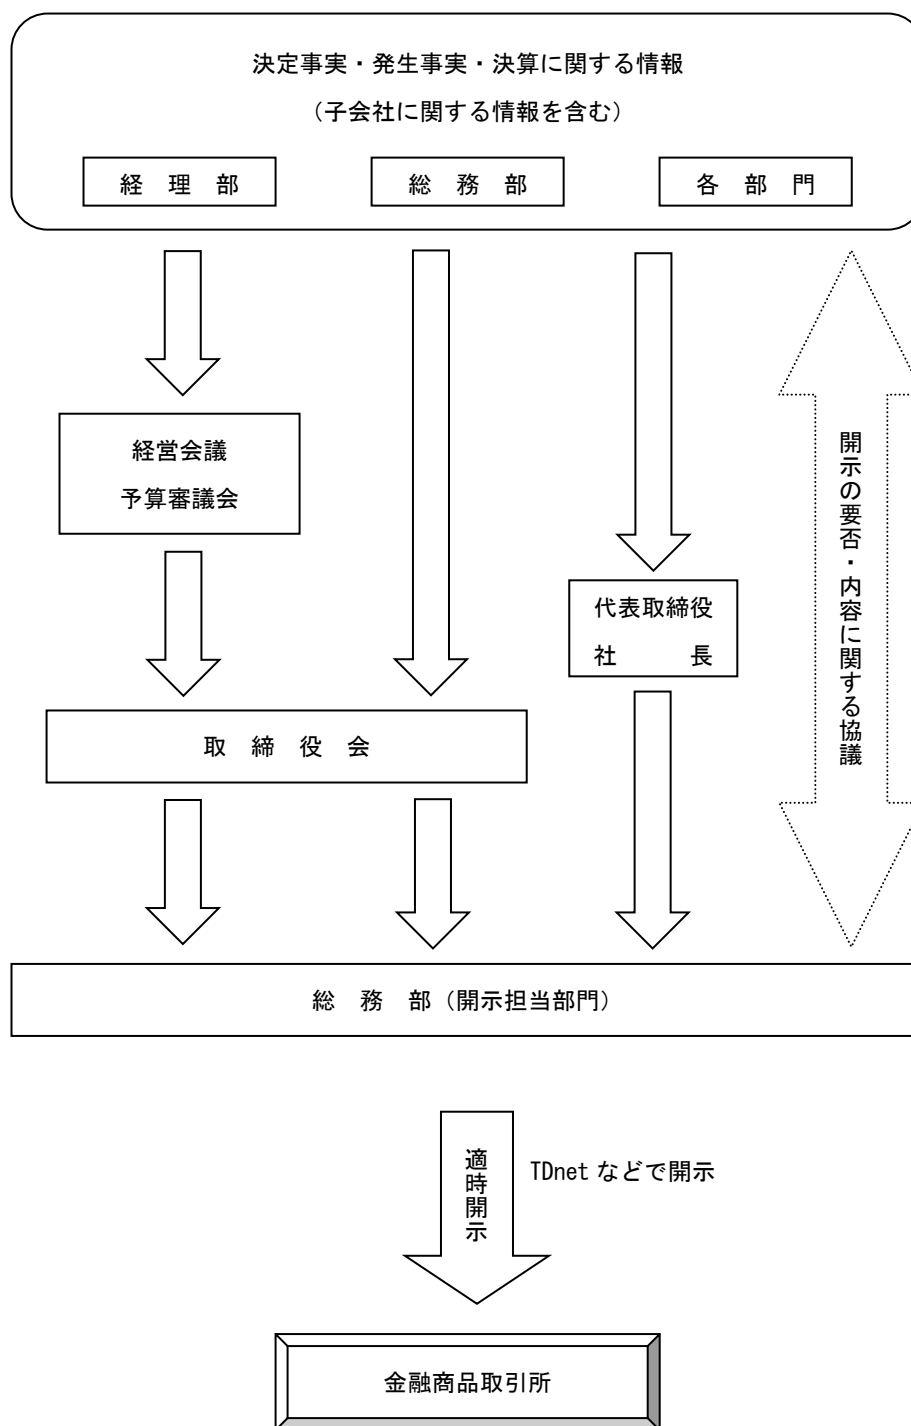 決定事実・発生事実・決算に関する情報
（子会社に関する情報を含む）
経　理　部
総　務　部
各　部　門
経営会議
予算審議会
開示の要否・内容に関する協議
代表取締役
社　　　長
取　締　役　会
総　務　部（開示担当部門）
適時開示
TDnet などで開示
金融商品取引所